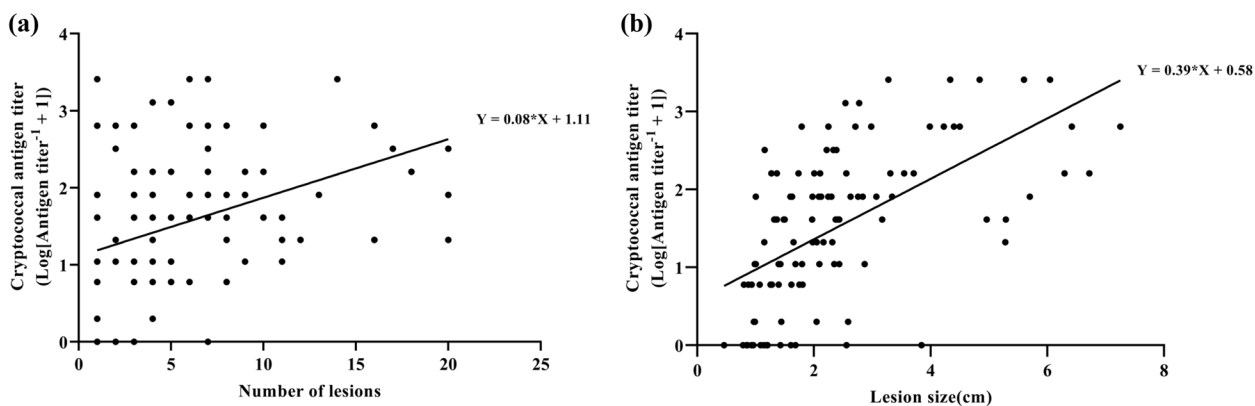 (a)
Cryptococcal antigen titer
(Log[Antigen titer⁻¹ + 1])
4
3
2
1
0
0 5 10 15 20 25
Number of lesions
Y = 0.08*X + 1.11
(b)
Cryptococcal antigen titer
(Log[Antigen titer⁻¹ + 1])
4
3
2
1
0
0 2 4 6 8
Lesion size(cm)
Y = 0.39*X + 0.58